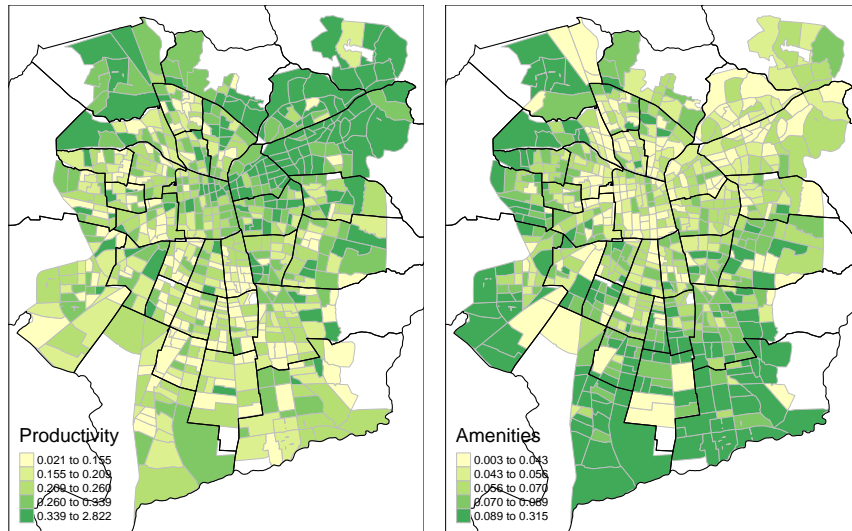 Productivity
0.021 to 0.155
0.155 to 0.209
0.209 to 0.260
0.260 to 0.339
0.339 to 2.822
Amenities
0.003 to 0.043
0.043 to 0.056
0.056 to 0.070
0.070 to 0.089
0.089 to 0.315